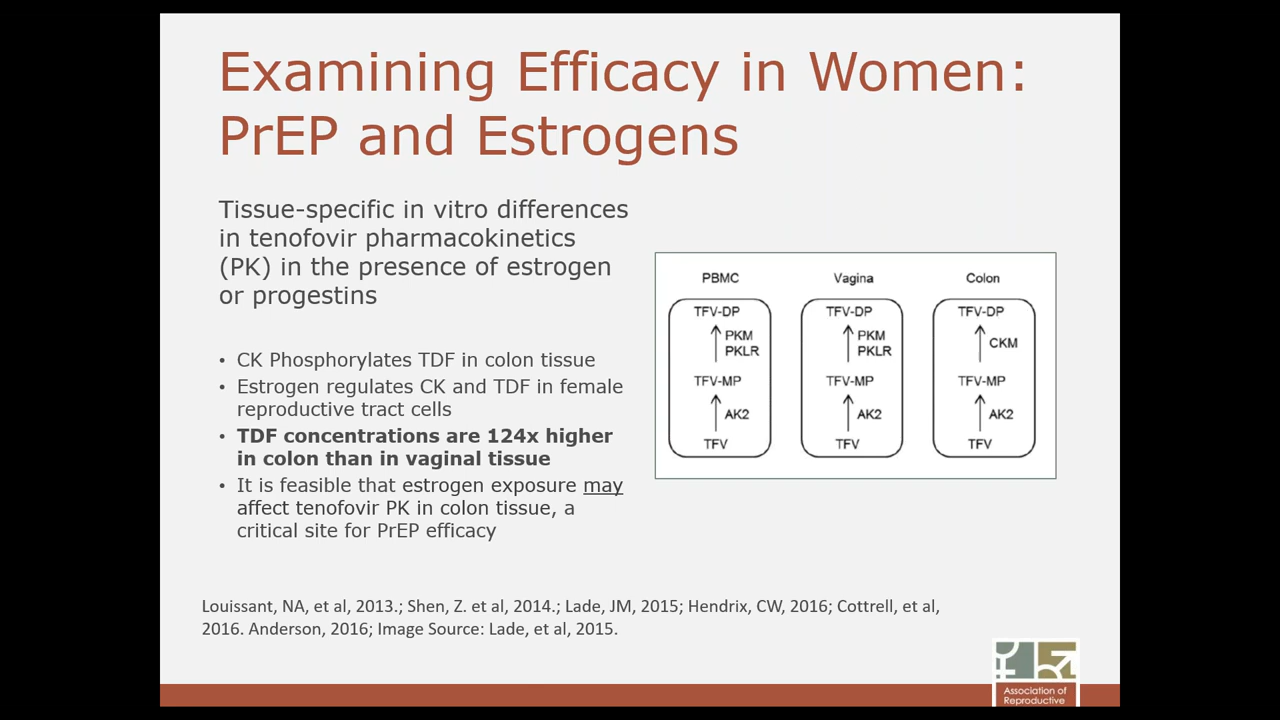 Examining Efficacy in Women:
PrEP and Estrogens
Tissue-specific in vitro differences
in tenofovir pharmacokinetics
(PK) in the presence of estrogen
or progestins
• CK Phosphorylates TDF in colon tissue
• Estrogen regulates CK and TDF in female
reproductive tract cells
• TDF concentrations are 124x higher
in colon than in vaginal tissue
• It is feasible that estrogen exposure may
affect tenofovir PK in colon tissue, a
critical site for PrEP efficacy
PBMC
TFV-DP
PKM
PKLR
TFV-MP
AK2
TFV
Vagina
TFV-DP
PKM
PKLR
TFV-MP
AK2
TFV
Colon
TFV-DP
CKM
TFV-MP
AK2
TFV
Louissant, NA, et al, 2013.; Shen, Z. et al, 2014.; Lade, JM, 2015; Hendrix, CW, 2016; Cottrell, et al,
2016. Anderson, 2016; Image Source: Lade, et al, 2015.
Association of
Reproductive